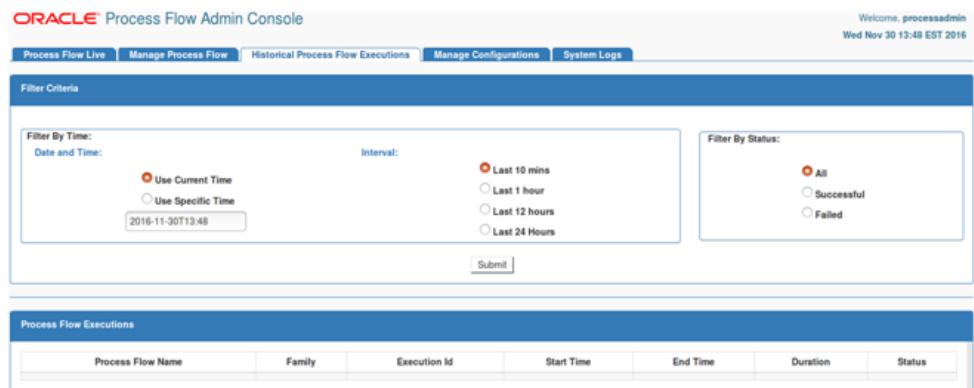 ORACLE Process Flow Admin Console
Welcome, processadmin
Wed Nov 30 13:48 EST 2016
Process Flow Live Manage Process Flow Historical Process Flow Executions Manage Configurations System Logs
Filter Criteria
Filter By Time:
Date and Time:
Use Current Time
Use Specific Time
2016-11-30T13:48
Interval:
Last 10 mins
Last 1 hour
Last 12 hours
Last 24 Hours
Filter By Status:
All
Successful
Failed
Submit
Process Flow Executions
Process Flow Name Family Execution Id Start Time End Time Duration Status